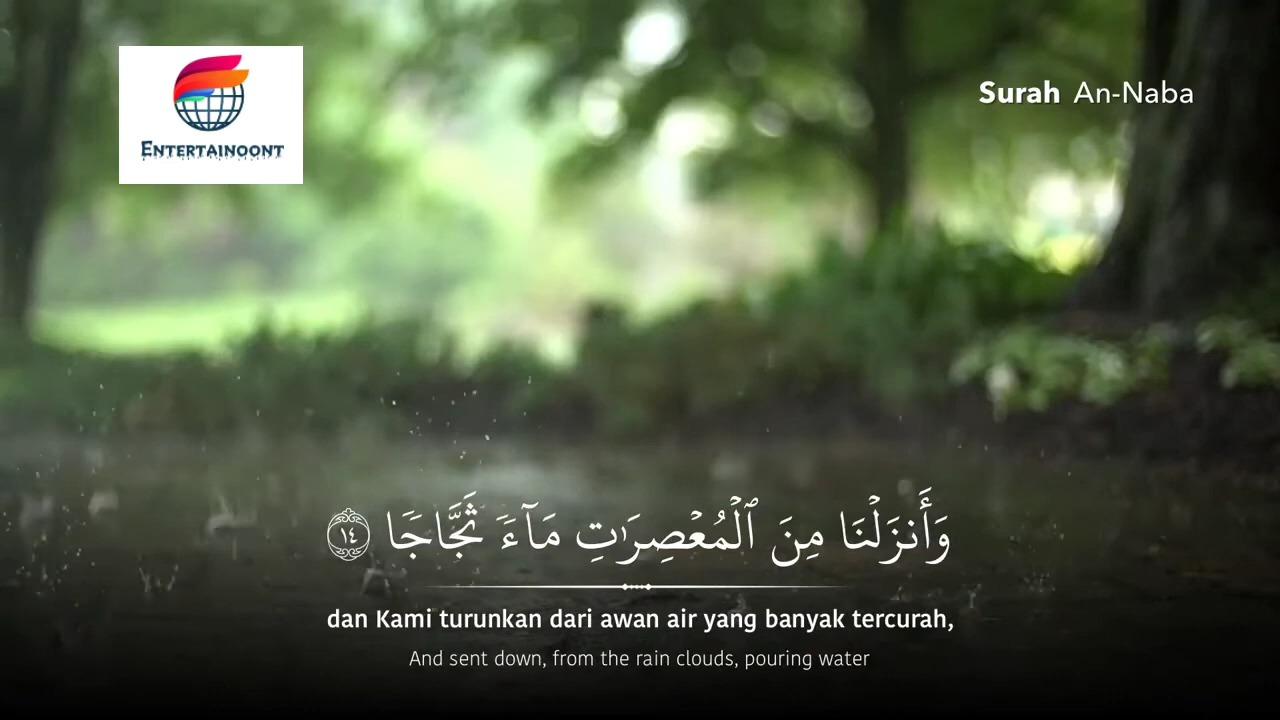 ENTERTAINOONT
Surah An-Naba
وَأَنزَلْنَا مِنَ ٱلْمُعْصِرَٰتِ مَآءً ثَجَّاجًا ١٤
dan Kami turunkan dari awan air yang banyak tercurah,
And sent down, from the rain clouds, pouring water